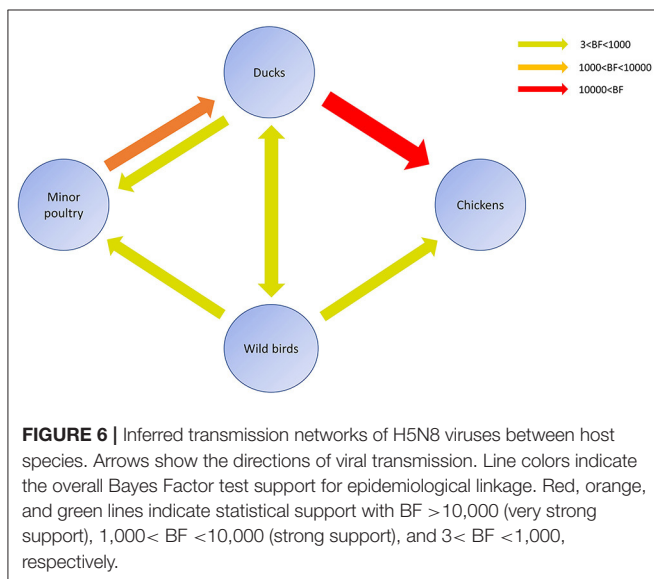 Ducks
3<BF<1000
1000<BF<10000
10000<BF
Minor
poultry
Chickens
Wild birds
FIGURE 6 | Inferred transmission networks of H5N8 viruses between host
species. Arrows show the directions of viral transmission. Line colors indicate
the overall Bayes Factor test support for epidemiological linkage. Red, orange,
and green lines indicate statistical support with BF >10,000 (very strong
support), 1,000< BF <10,000 (strong support), and 3< BF <1,000,
respectively.